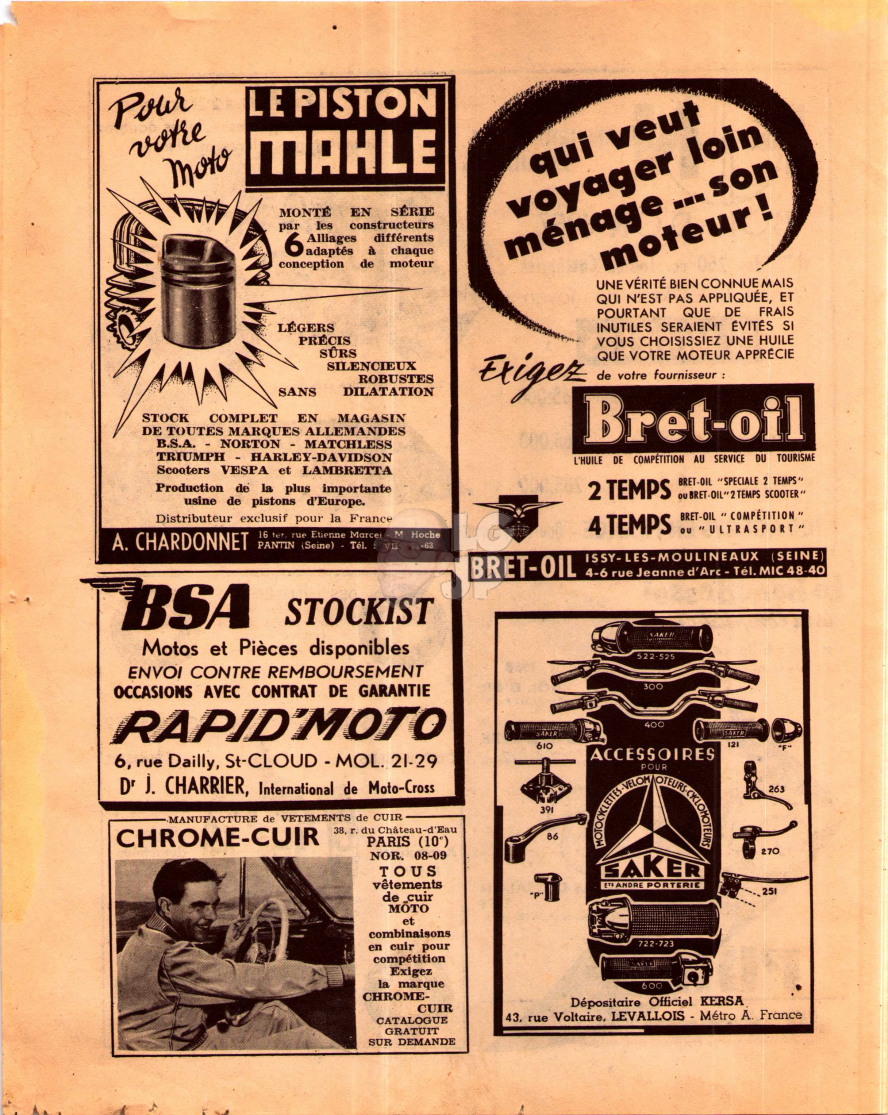 Pour
votre
Moto
LE PISTON
MAHLE
MONTÉ EN SÉRIE
par les constructeurs
6 Alliages différents
adaptés à chaque
conception de moteur
LÉGERS
PRÉCIS
SÛRS
SILENCIEUX
ROBUSTES
SANS DILATATION
STOCK COMPLET EN MAGASIN
DE TOUTES MARQUES ALLEMANDES
B.S.A. - NORTON - MATCHLESS
TRIUMPH - HARLEY-DAVIDSON
Scooters VESPA et LAMBRETTA
Production de la plus importante
usine de pistons d'Europe.
Distributeur exclusif pour la France
A. CHARDONNET
16 ter, rue Etienne Marcel - M° Hoche
PANTIN (Seine) - Tél.
qui veut
voyager loin
ménage... son
moteur !
UNE VÉRITÉ BIEN CONNUE MAIS
QUI N'EST PAS APPLIQUÉE, ET
POURTANT QUE DE FRAIS
INUTILES SERAIENT ÉVITÉS SI
VOUS CHOISISSIEZ UNE HUILE
QUE VOTRE MOTEUR APPRÉCIE
Exigez de votre fournisseur :
Bret-oil
L'HUILE DE COMPÉTITION AU SERVICE DU TOURISME
2 TEMPS BRET-OIL "SPECIALE 2 TEMPS"
ou BRET-OIL "2 TEMPS SCOOTER"
4 TEMPS BRET-OIL "COMPÉTITION"
ou "ULTRASPORT"
BRET-OIL ISSY-LES-MOULINEAUX (SEINE)
4-6 rue Jeanne d'Arc - Tél. MIC 48-40
BSA STOCKIST
Motos et Pièces disponibles
ENVOI CONTRE REMBOURSEMENT
OCCASIONS AVEC CONTRAT DE GARANTIE
RAPID'MOTO
6, rue Dailly, St-CLOUD - MOL. 21-29
Dr J. CHARRIER, International de Moto-Cross
MANUFACTURE de VETEMENTS de CUIR
CHROME-CUIR
38, r. du Château-d'Eau
PARIS (10e)
NOR. 08-09
TOUS
vêtements
de cuir
MOTO
et
combinaisons
en cuir pour
compétition
Exigez
la marque
CHROME-
CUIR
CATALOGUE
GRATUIT
SUR DEMANDE
SAKER
522-525
300
400
SAKER
610
SAKER
121
"F"
ACCESSOIRES
POUR
MOTOCYCLETTES-VELOMOTEURS-CYCLOMOTEURS
391
263
86
270
SAKER
ETS ANDRE PORTERIE
"P"
251
722-723
600
Dépositaire Officiel KERSA
43, rue Voltaire, LEVALLOIS - Métro A. France